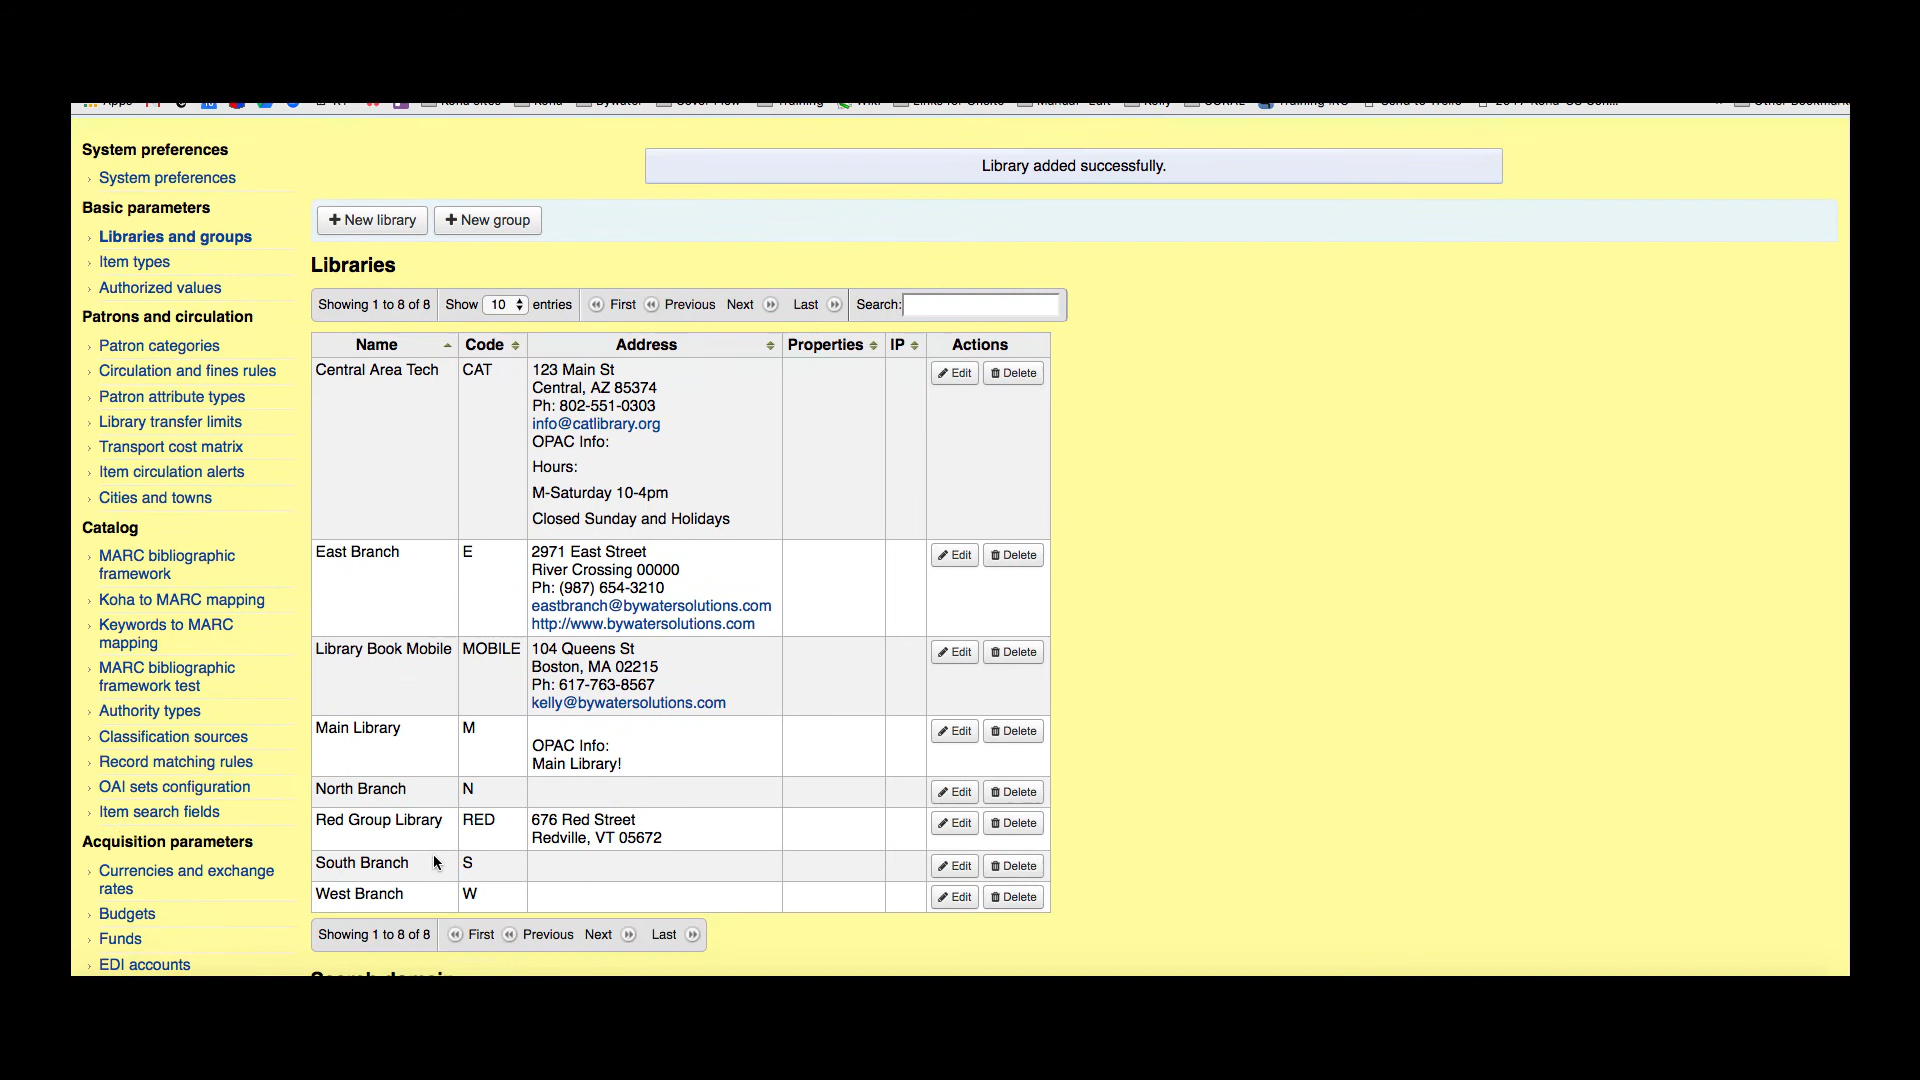 System preferences
System preferences
Basic parameters
Libraries and groups
Item types
Authorized values
Patrons and circulation
Patron categories
Circulation and fines rules
Patron attribute types
Library transfer limits
Transport cost matrix
Item circulation alerts
Cities and towns
Catalog
MARC bibliographic
framework
Koha to MARC mapping
Keywords to MARC
mapping
MARC bibliographic
framework test
Authority types
Classification sources
Record matching rules
OAI sets configuration
Item search fields
Acquisition parameters
Currencies and exchange
rates
Budgets
Funds
EDI accounts
Library added successfully.
+ New library + New group
Libraries
Showing 1 to 8 of 8 Show 10 entries First Previous Next Last Search:
Name Code Address Properties IP Actions
Central Area Tech CAT 123 Main St Edit Delete
Central, AZ 85374
Ph: 802-551-0303
info@catlibrary.org
OPAC Info:
Hours:
M-Saturday 10-4pm
Closed Sunday and Holidays
East Branch E 2971 East Street Edit Delete
River Crossing 00000
Ph: (987) 654-3210
eastbranch@bywatersolutions.com
http://www.bywatersolutions.com
Library Book Mobile MOBILE 104 Queens St Edit Delete
Boston, MA 02215
Ph: 617-763-8567
kelly@bywatersolutions.com
Main Library M Edit Delete
OPAC Info:
Main Library!
North Branch N Edit Delete
Red Group Library RED 676 Red Street Edit Delete
Redville, VT 05672
South Branch S Edit Delete
West Branch W Edit Delete
Showing 1 to 8 of 8 First Previous Next Last